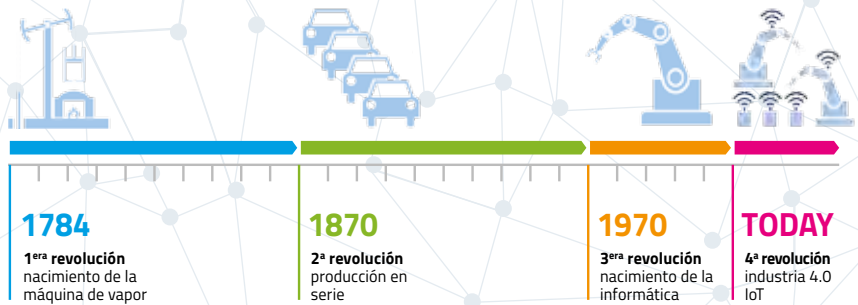 1784
1era revolución
nacimiento de la
máquina de vapor
1870
2ª revolución
producción en
serie
1970
3era revolución
nacimiento de la
informática
TODAY
4ª revolución
industria 4.0
IoT